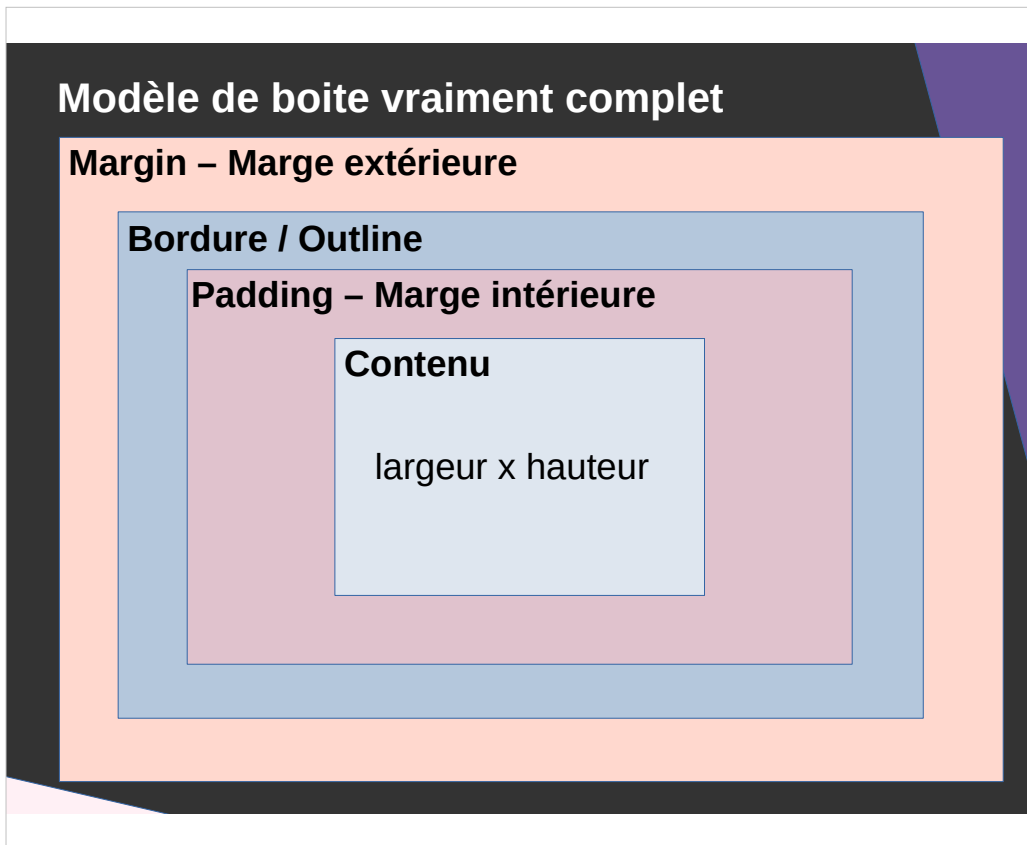 Modèle de boite vraiment complet
Margin – Marge extérieure
Bordure / Outline
Padding – Marge intérieure
Contenu
largeur x hauteur